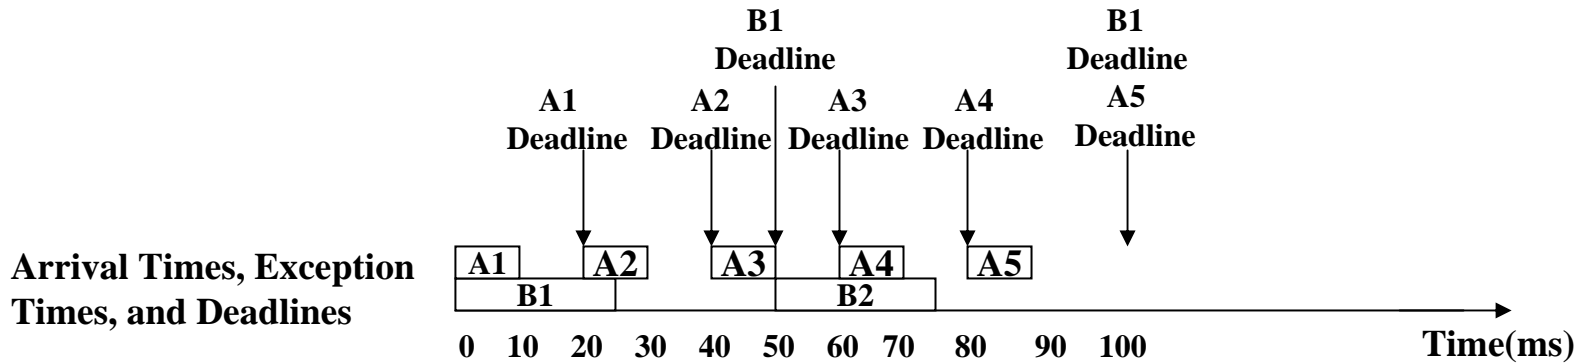 B1
Deadline
B1
Deadline
A1
Deadline
A2
Deadline
A3
Deadline
A4
Deadline
A5
Deadline
Arrival Times, Exception
Times, and Deadlines
A1
A2
A3
A4
A5
B1
B2
0 10 20 30 40 50 60 70 80 90 100
Time(ms)